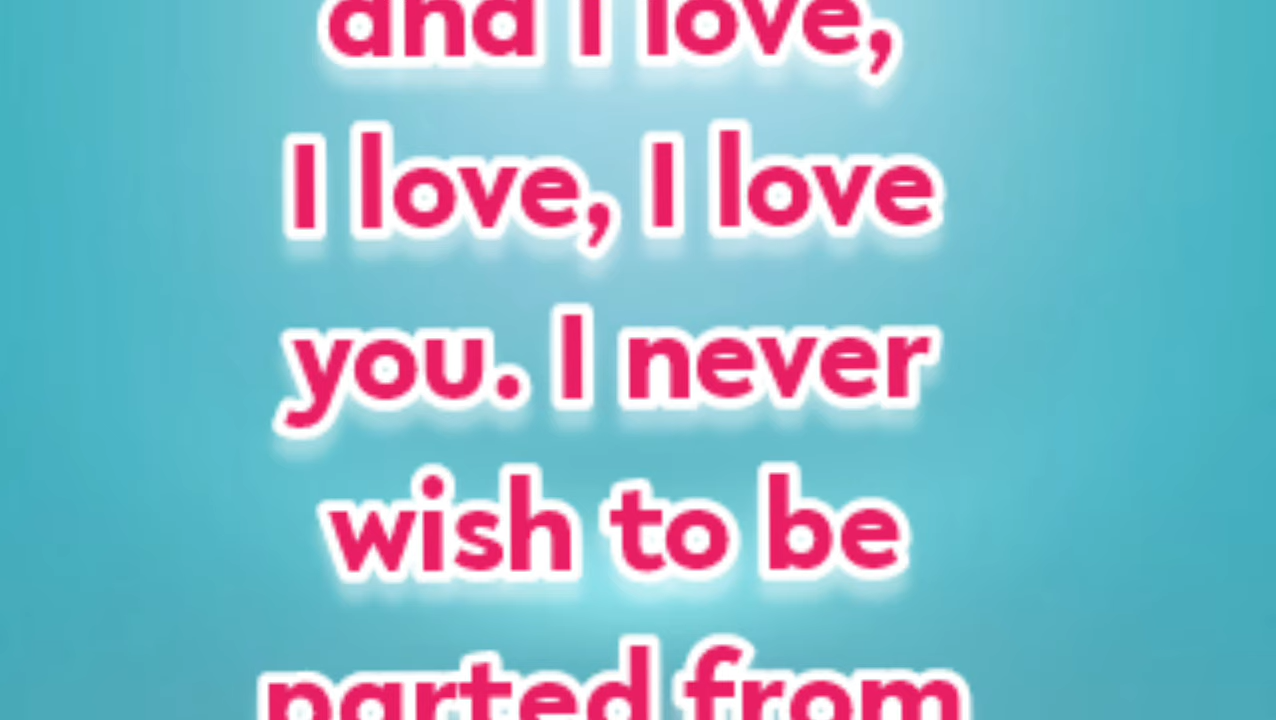 and I love,
I love, I love
you. I never
wish to be
parted from